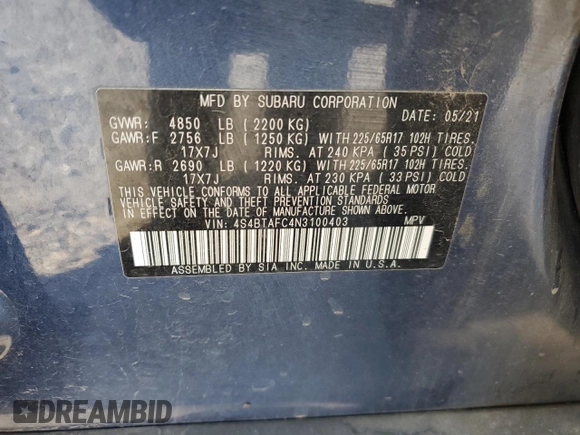 MFD BY SUBARU CORPORATION
GVWR: 4850 LB ( 2200 KG) DATE: 05/21
GAWR:F 2756 LB ( 1250 KG) WITH 225/65R17 102H TIRES.
17X7J RIMS. AT 240 KPA ( 35 PSI) COLD
GAWR:R 2690 LB ( 1220 KG) WITH 225/65R17 102H TIRES.
17X7J RIMS. AT 230 KPA ( 33 PSI) COLD
THIS VEHICLE CONFORMS TO ALL APPLICABLE FEDERAL MOTOR
VEHICLE SAFETY AND THEFT PREVENTION STANDARDS
IN EFFECT ON THE DATE OF MANUFACTURE SHOWN ABOVE.
VIN: 4S4BTAFC4N3100403 MPV
ASSEMBLED BY SIA INC. MADE IN U.S.A.
DREAMBID